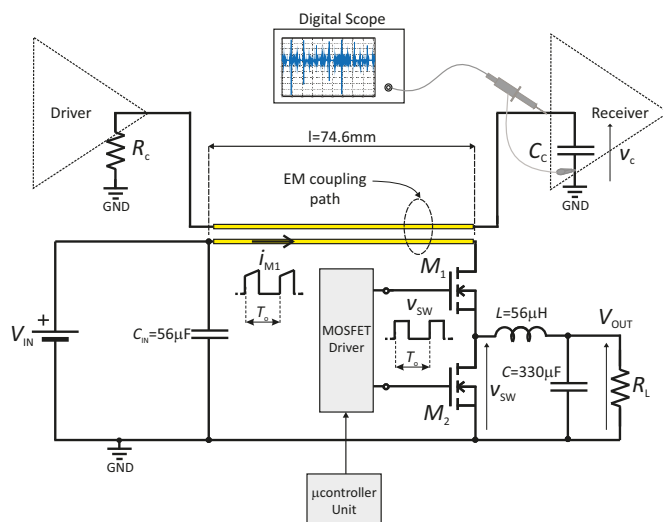 Digital Scope
Driver
Receiver
R_c
C_C
v_c
GND
GND
l=74.6mm
EM coupling
path
i_M1
T_o
M_1
V_IN
+
C_IN=56μF
MOSFET
Driver
v_SW
T_o
L=56μH
V_OUT
C=330μF
R_L
M_2
v_SW
GND
μcontroller
Unit